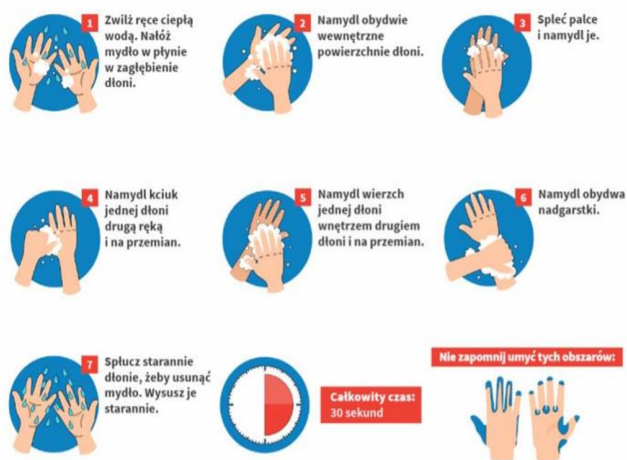 1 Zwilż ręce ciepłą
wodą. Nałóż
mydło w płynie
w zagłębienie
dłoni.
2 Namydl obydwie
wewnętrzne
powierzchnie dłoni.
3 Spleć palce
i namydl je.
4 Namydl kciuk
jednej dłoni
drugą ręką
i na przemian.
5 Namydl wierzch
jednej dłoni
wnętrzem drugiem
dłoni i na przemian.
6 Namydl obydwa
nadgarstki.
7 Spłucz starannie
dłonie, żeby usunąć
mydło. Wysusz je
starannie.
Całkowity czas:
30 sekund
Nie zapomnij umyć tych obszarów: